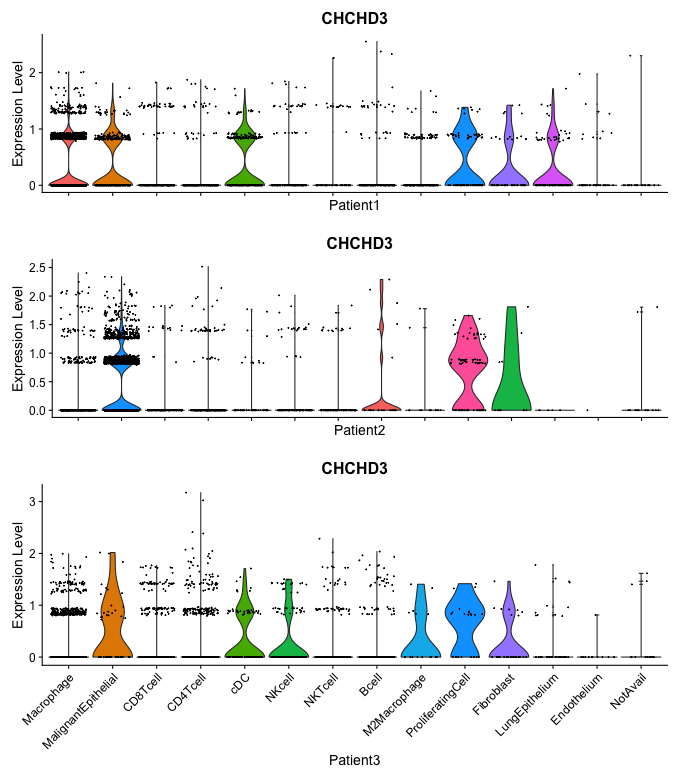 CHCHD3
Expression Level
2
1
0
Patient1
CHCHD3
Expression Level
2.5
2.0
1.5
1.0
0.5
0.0
Patient2
CHCHD3
Expression Level
3
2
1
0
Macrophage
MalignantEpithelial
CD8Tcell
CD4Tcell
cDC
NKcell
NKTcell
Bcell
M2Macrophage
ProliferatingCell
Fibroblast
LungEpithelium
Endothelium
NotAvail
Patient3